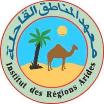 معهد المناطق القاحلة
Institut des Régions Arides